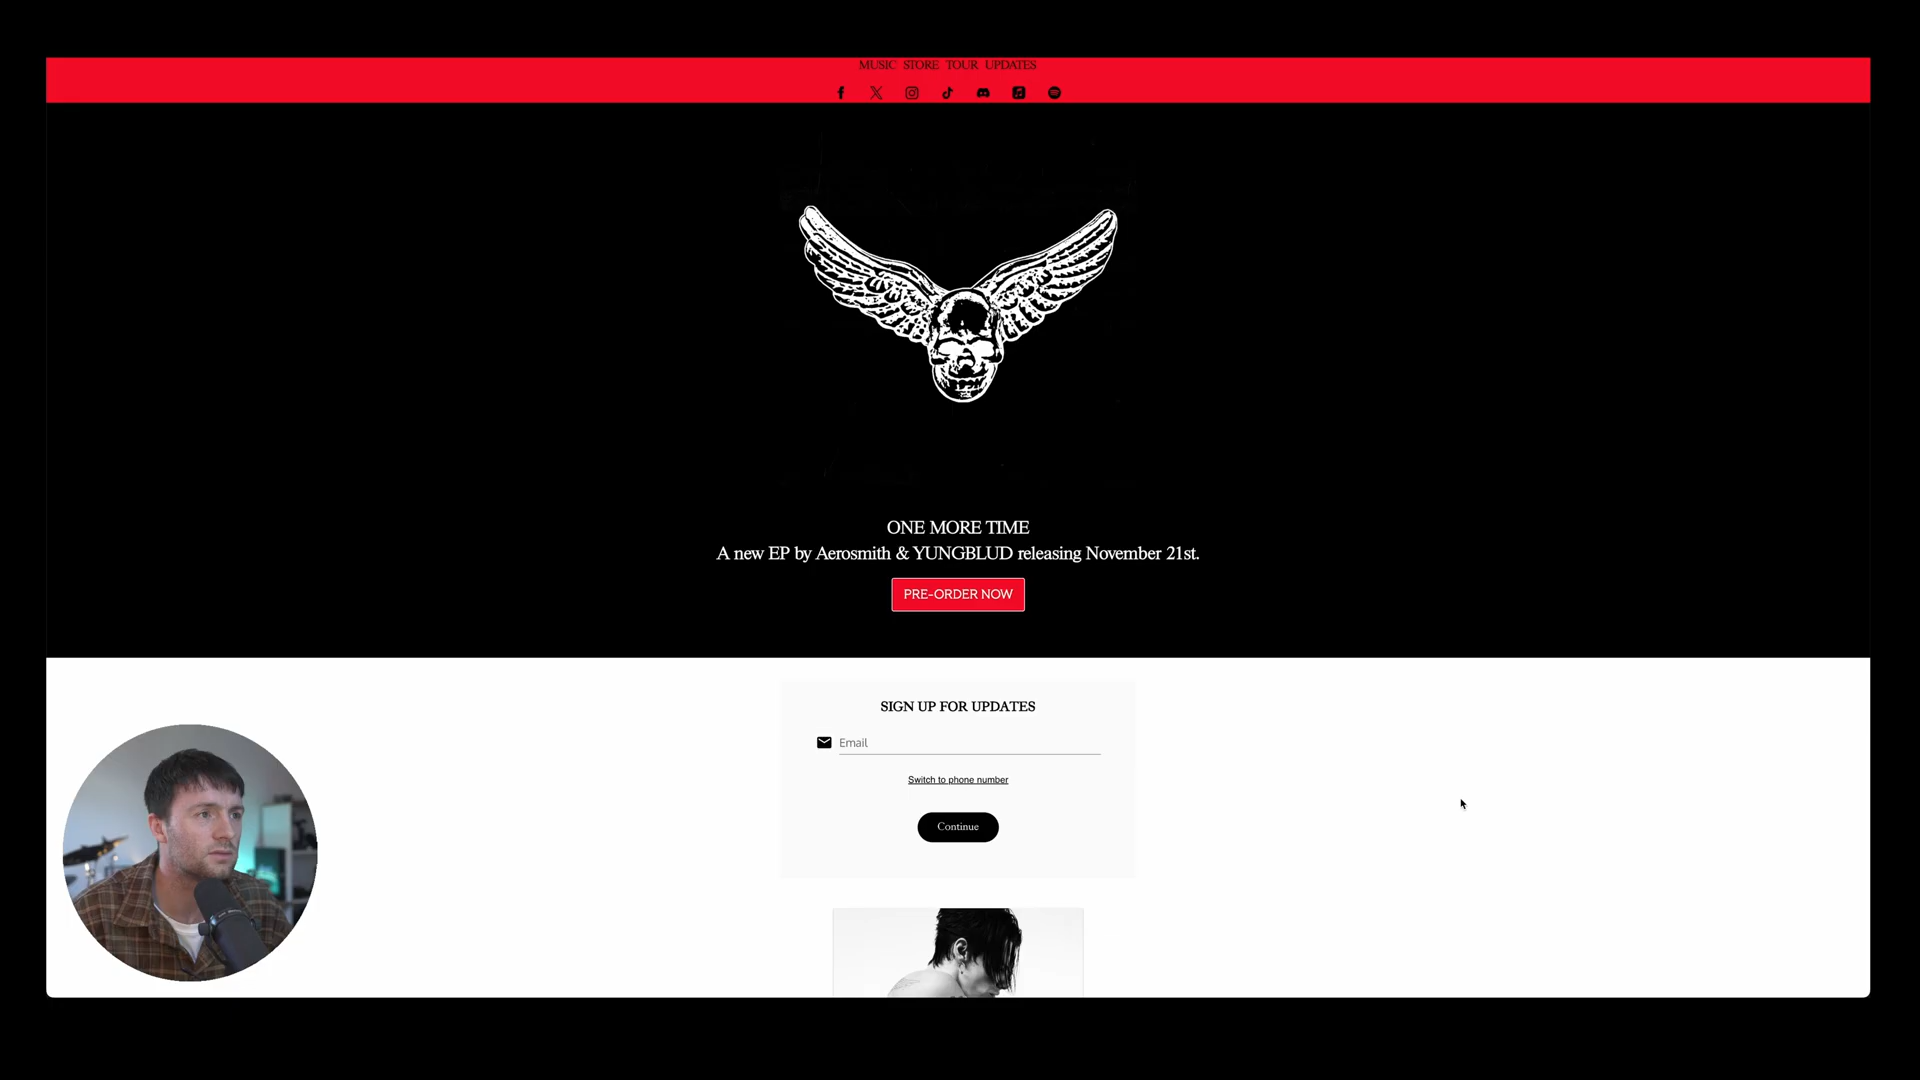 MUSIC STORE TOUR UPDATES
ONE MORE TIME
A new EP by Aerosmith & YUNGBLUD releasing November 21st.
PRE-ORDER NOW
SIGN UP FOR UPDATES
Email
Switch to phone number
Continue